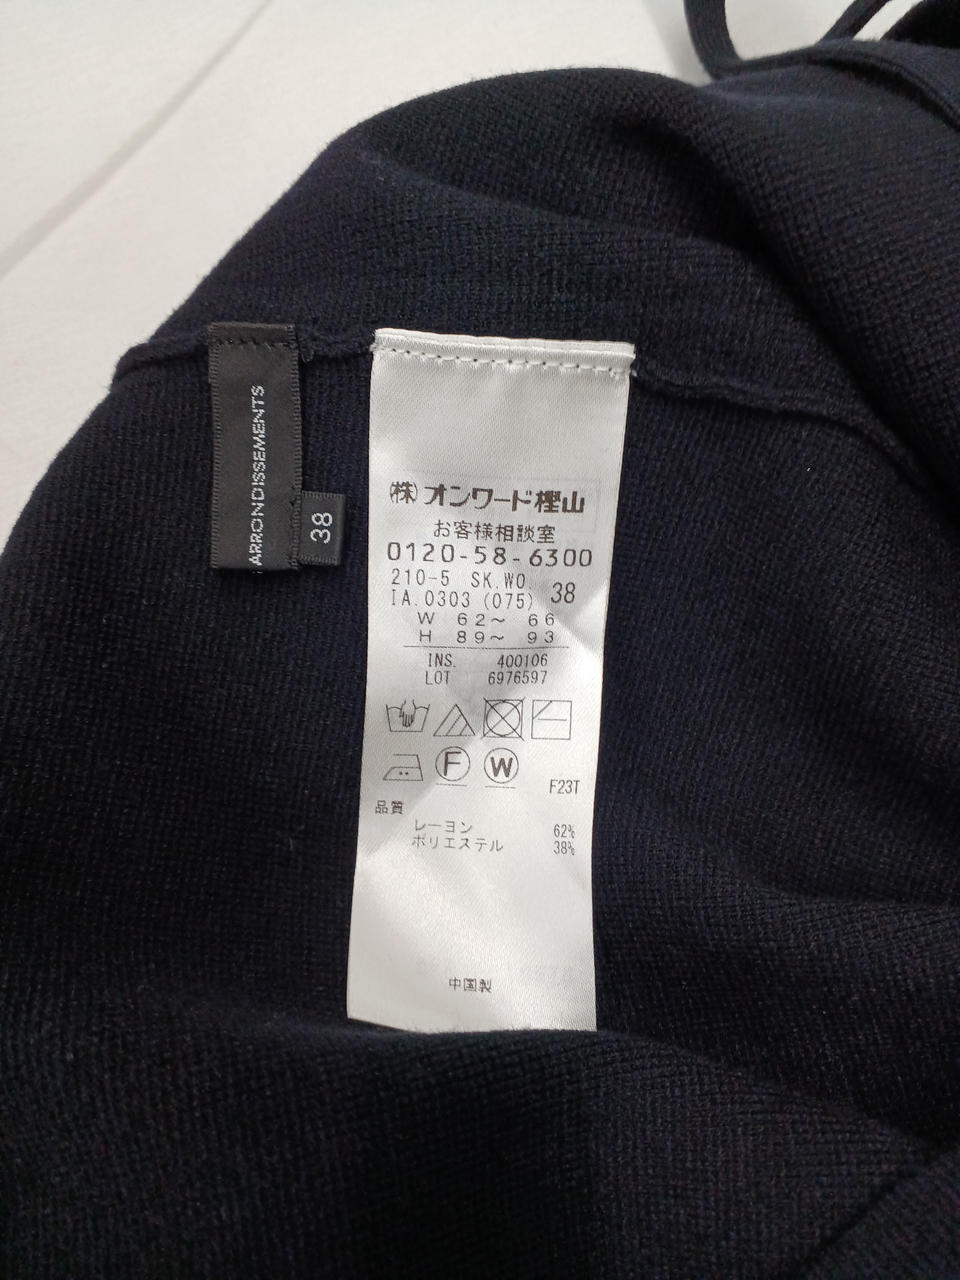 ARRONDISSEMENTS
38
(株)オンワード樫山
お客様相談室
0120-58-6300
210-5 SK.WO.
IA.0303 (075) 38
W 62～ 66
H 89～ 93
INS. 400106
LOT 6976597
F
W
F23T
品質
レーヨン 62%
ポリエステル 38%
中国製